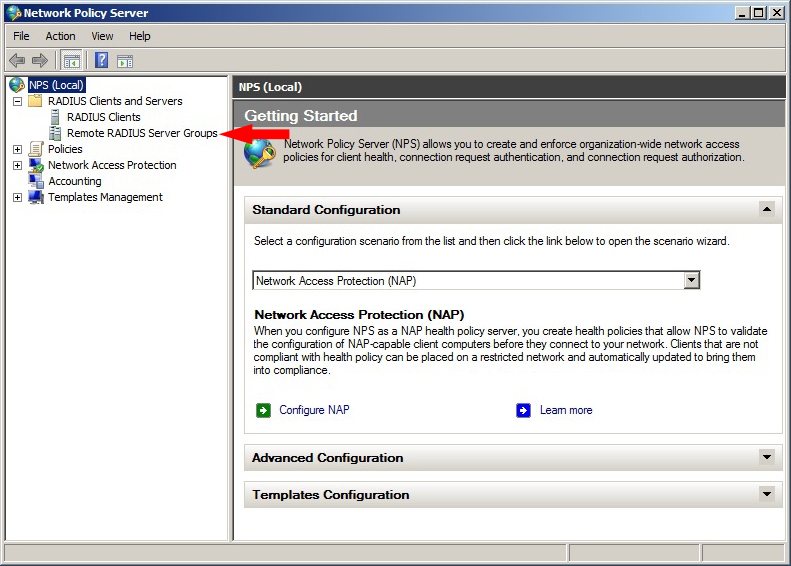 Network Policy Server
File Action View Help
NPS (Local)
RADIUS Clients and Servers
RADIUS Clients
Remote RADIUS Server Groups
Policies
Network Access Protection
Accounting
Templates Management
NPS (Local)
Getting Started
Network Policy Server (NPS) allows you to create and enforce organization-wide network access
policies for client health, connection request authentication, and connection request authorization.
Standard Configuration
Select a configuration scenario from the list and then click the link below to open the scenario wizard.
Network Access Protection (NAP)
Network Access Protection (NAP)
When you configure NPS as a NAP health policy server, you create health policies that allow NPS to validate
the configuration of NAP-capable client computers before they connect to your network. Clients that are not
compliant with health policy can be placed on a restricted network and automatically updated to bring them
into compliance.
Configure NAP Learn more
Advanced Configuration
Templates Configuration